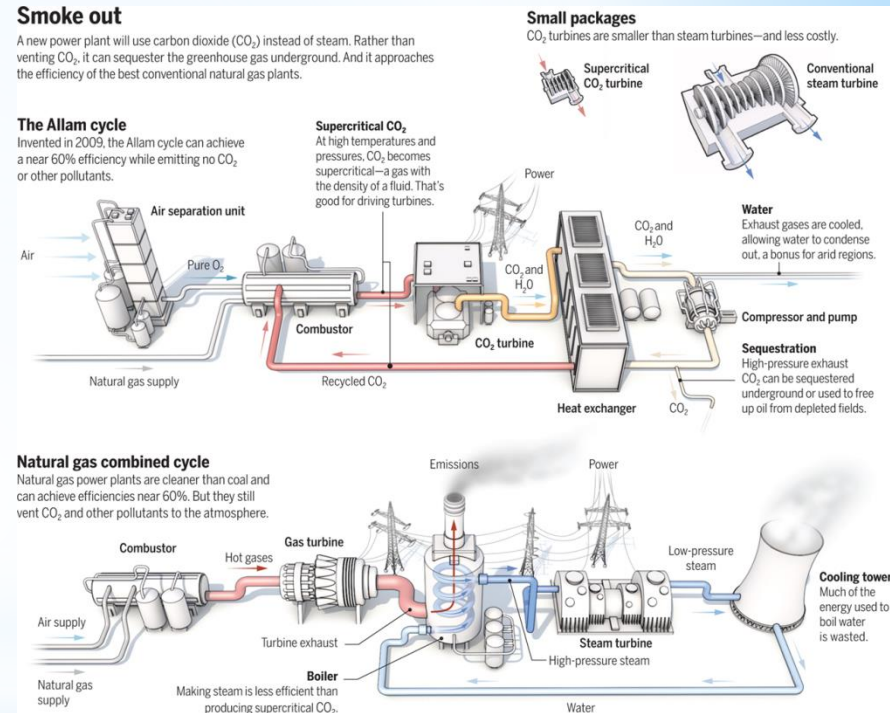 Smoke out
A new power plant will use carbon dioxide (CO₂) instead of steam. Rather than
venting CO₂, it can sequester the greenhouse gas underground. And it approaches
the efficiency of the best conventional natural gas plants.
Small packages
CO₂ turbines are smaller than steam turbines—and less costly.
Supercritical
CO₂ turbine
Conventional
steam turbine
The Allam cycle
Invented in 2009, the Allam cycle can achieve
a near 60% efficiency while emitting no CO₂
or other pollutants.
Supercritical CO₂
At high temperatures and
pressures, CO₂ becomes
supercritical—a gas with
the density of a fluid. That's
good for driving turbines.
Power
Air separation unit
Air
Pure O₂
Combustor
CO₂ and
H₂O
CO₂ turbine
CO₂ and
H₂O
Water
Exhaust gases are cooled,
allowing water to condense
out, a bonus for arid regions.
Compressor and pump
Sequestration
High-pressure exhaust
CO₂ can be sequestered
underground or used to free
up oil from depleted fields.
Natural gas supply
Recycled CO₂
Heat exchanger
CO₂
Natural gas combined cycle
Natural gas power plants are cleaner than coal and
can achieve efficiencies near 60%. But they still
vent CO₂ and other pollutants to the atmosphere.
Emissions
Power
Combustor
Hot gases
Gas turbine
Low-pressure
steam
Cooling tower
Much of the
energy used to
boil water
is wasted.
Air supply
Natural gas
supply
Turbine exhaust
Boiler
Making steam is less efficient than
producing supercritical CO₂.
Steam turbine
High-pressure steam
Water